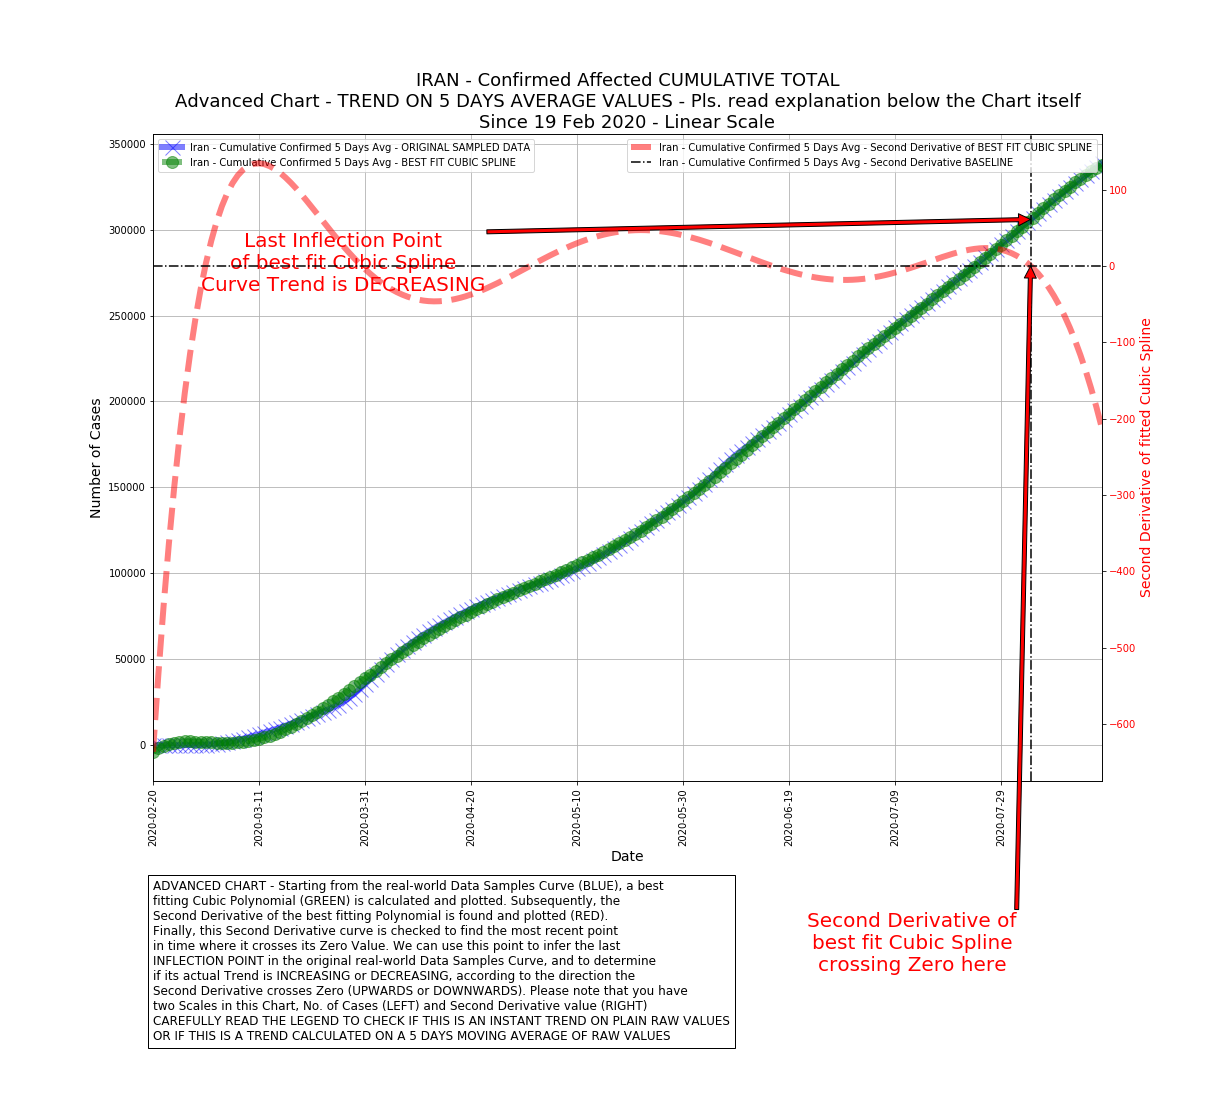 IRAN - Confirmed Affected CUMULATIVE TOTAL
Advanced Chart - TREND ON 5 DAYS AVERAGE VALUES - Pls. read explanation below the Chart itself
Since 19 Feb 2020 - Linear Scale
Iran - Cumulative Confirmed 5 Days Avg - ORIGINAL SAMPLED DATA
Iran - Cumulative Confirmed 5 Days Avg - BEST FIT CUBIC SPLINE
Iran - Cumulative Confirmed 5 Days Avg - Second Derivative of BEST FIT CUBIC SPLINE
Iran - Cumulative Confirmed 5 Days Avg - Second Derivative BASELINE
350000
300000
250000
200000
150000
100000
50000
0
Number of Cases
Last Inflection Point
of best fit Cubic Spline
Curve Trend is DECREASING
100
0
−100
−200
−300
−400
−500
−600
Second Derivative of fitted Cubic Spline
2020-02-20
2020-03-11
2020-03-31
2020-04-20
2020-05-10
2020-05-30
2020-06-19
2020-07-09
2020-07-29
Date
Second Derivative of
best fit Cubic Spline
crossing Zero here
ADVANCED CHART - Starting from the real-world Data Samples Curve (BLUE), a best
fitting Cubic Polynomial (GREEN) is calculated and plotted. Subsequently, the
Second Derivative of the best fitting Polynomial is found and plotted (RED).
Finally, this Second Derivative curve is checked to find the most recent point
in time where it crosses its Zero Value. We can use this point to infer the last
INFLECTION POINT in the original real-world Data Samples Curve, and to determine
if its actual Trend is INCREASING or DECREASING, according to the direction the
Second Derivative crosses Zero (UPWARDS or DOWNWARDS). Please note that you have
two Scales in this Chart, No. of Cases (LEFT) and Second Derivative value (RIGHT)
CAREFULLY READ THE LEGEND TO CHECK IF THIS IS AN INSTANT TREND ON PLAIN RAW VALUES
OR IF THIS IS A TREND CALCULATED ON A 5 DAYS MOVING AVERAGE OF RAW VALUES